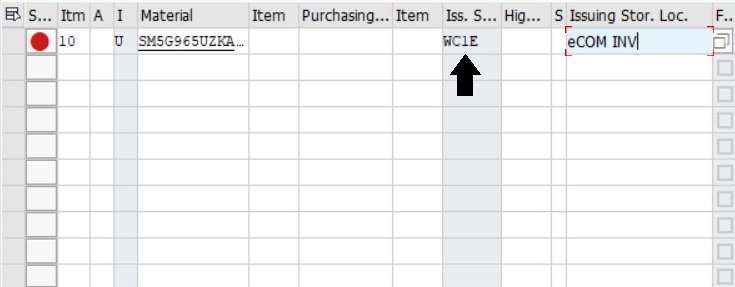 S... Itm A I Material Item Purchasing... Item Iss. S... Hig... S Issuing Stor. Loc. F..
10 U SM5G965UZKA... WC1E eCOM INV